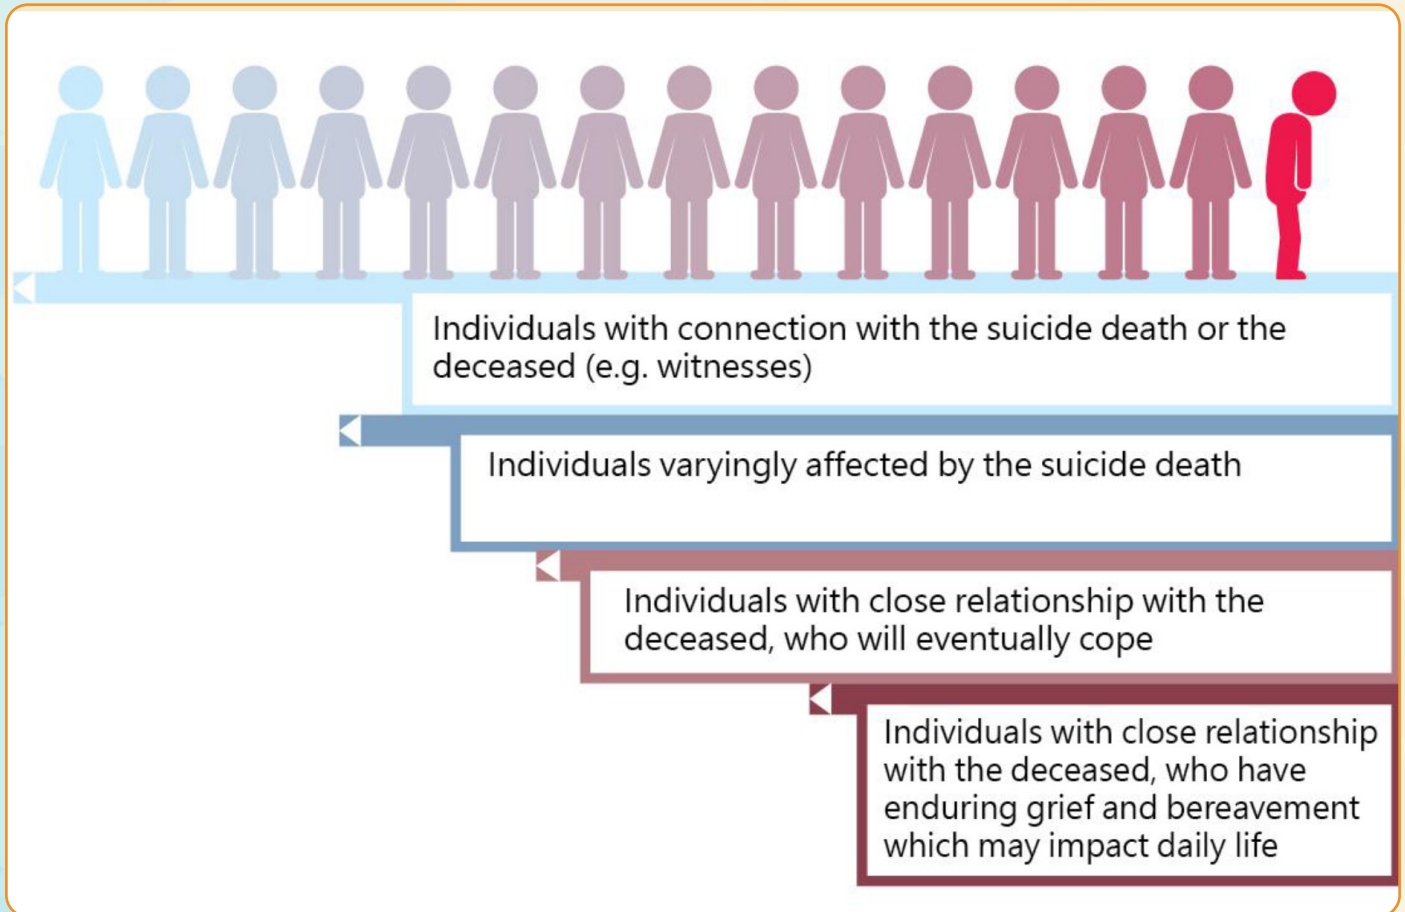 Individuals with connection with the suicide death or the
deceased (e.g. witnesses)
Individuals varyingly affected by the suicide death
Individuals with close relationship with the
deceased, who will eventually cope
Individuals with close relationship
with the deceased, who have
enduring grief and bereavement
which may impact daily life